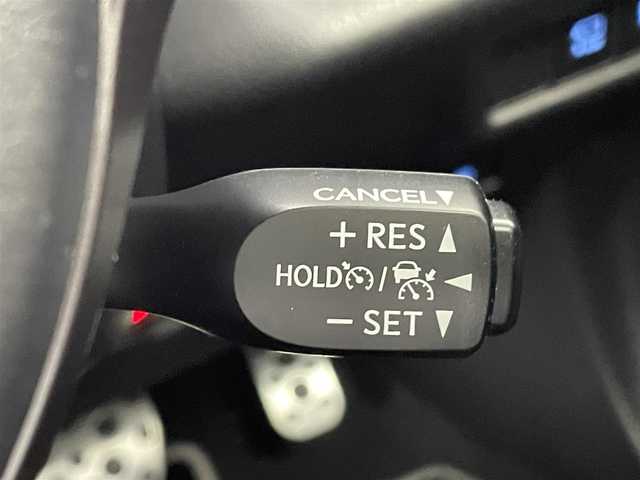 CANCEL▼
+ RES ▲
HOLD / ◀
− SET ▼